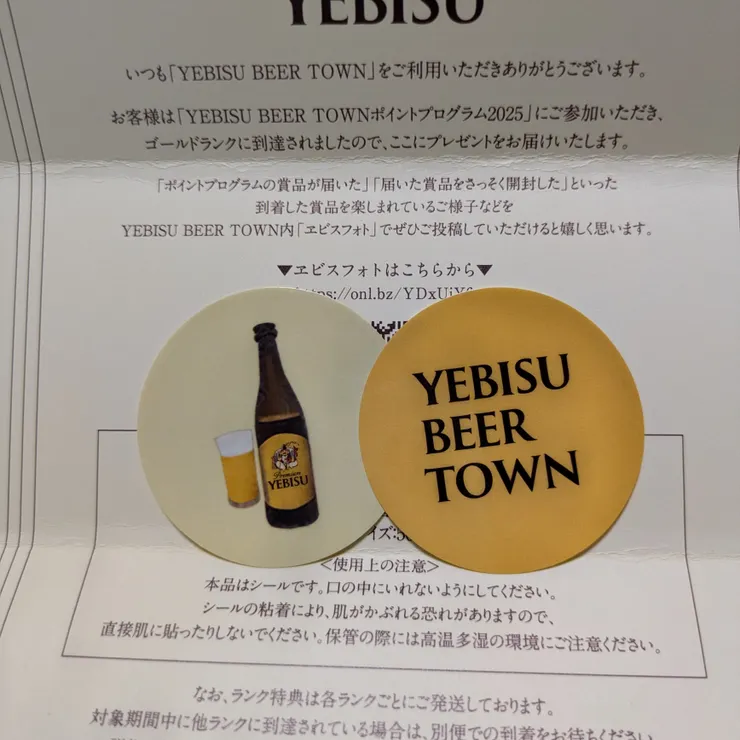 YEBISU
いつも「YEBISU BEER TOWN」をご利用いただきありがとうございます。
お客様は「YEBISU BEER TOWNポイントプログラム2025」にご参加いただき、
ゴールドランクに到達されましたので、ここにプレゼントをお届けいたします。
「ポイントプログラムの賞品が届いた」「届いた賞品をさっそく開封した」といった
到着した賞品を楽しまれているご様子などを
YEBISU BEER TOWN内「ヱビスフォト」でぜひご投稿していただけると嬉しく思います。
▼ヱビスフォトはこちらから▼
Premium
YEBISU
YEBISU
BEER
TOWN
<使用上の注意>
本品はシールです。口の中にいれないようにしてください。
シールの粘着により、肌がかぶれる恐れがありますので、
直接肌に貼ったりしないでください。保管の際には高温多湿の環境にご注意ください。
なお、ランク特典は各ランクごとにご発送しております。
対象期間中に他ランクに到達されている場合は、別便での到着をお待ちください